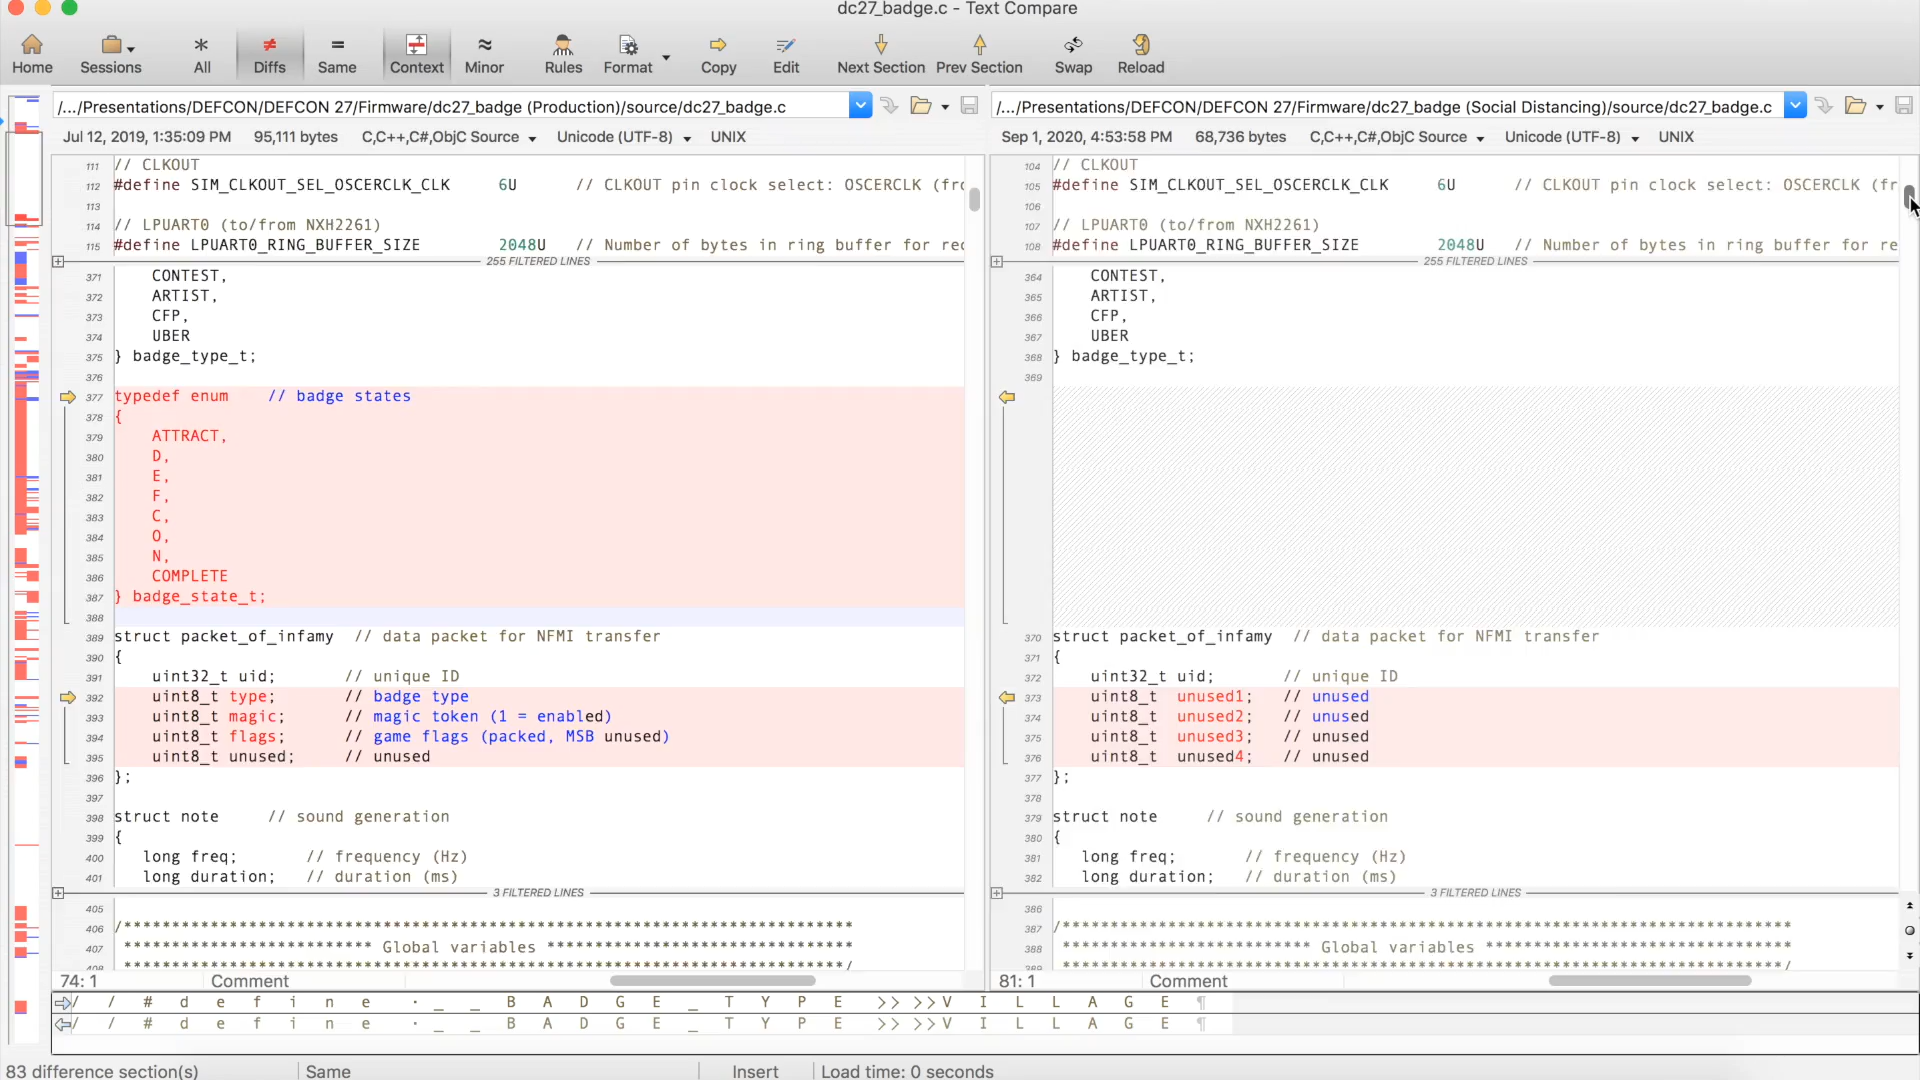 dc27_badge.c - Text Compare
Home Sessions All Diffs Same Context Minor Rules Format Copy Edit Next Section Prev Section Swap Reload
/.../Presentations/DEFCON/DEFCON 27/Firmware/dc27_badge (Production)/source/dc27_badge.c
Jul 12, 2019, 1:35:09 PM 95,111 bytes C,C++,C#,ObjC Source Unicode (UTF-8) UNIX
111 // CLKOUT
112 #define SIM_CLKOUT_SEL_OSCERCLK_CLK 6U // CLKOUT pin clock select: OSCERCLK (fro
113
114 // LPUART0 (to/from NXH2261)
115 #define LPUART0_RING_BUFFER_SIZE 2048U // Number of bytes in ring buffer for rec
255 FILTERED LINES
371 CONTEST,
372 ARTIST,
373 CFP,
374 UBER
375 } badge_type_t;
376
377 typedef enum // badge states
378 {
379 ATTRACT,
380 D,
381 E,
382 F,
383 C,
384 O,
385 N,
386 COMPLETE
387 } badge_state_t;
388
389 struct packet_of_infamy // data packet for NFMI transfer
390 {
391 uint32_t uid; // unique ID
392 uint8_t type; // badge type
393 uint8_t magic; // magic token (1 = enabled)
394 uint8_t flags; // game flags (packed, MSB unused)
395 uint8_t unused; // unused
396 };
397
398 struct note // sound generation
399 {
400 long freq; // frequency (Hz)
401 long duration; // duration (ms)
3 FILTERED LINES
405
406 /****************************************************************************
407 ************************** Global variables *********************************
408 ****************************************************************************/
74: 1 Comment
/.../Presentations/DEFCON/DEFCON 27/Firmware/dc27_badge (Social Distancing)/source/dc27_badge.c
Sep 1, 2020, 4:53:58 PM 68,736 bytes C,C++,C#,ObjC Source Unicode (UTF-8) UNIX
104 // CLKOUT
105 #define SIM_CLKOUT_SEL_OSCERCLK_CLK 6U // CLKOUT pin clock select: OSCERCLK (fr
106
107 // LPUART0 (to/from NXH2261)
108 #define LPUART0_RING_BUFFER_SIZE 2048U // Number of bytes in ring buffer for re
255 FILTERED LINES
364 CONTEST,
365 ARTIST,
366 CFP,
367 UBER
368 } badge_type_t;
369
370 struct packet_of_infamy // data packet for NFMI transfer
371 {
372 uint32_t uid; // unique ID
373 uint8_t unused1; // unused
374 uint8_t unused2; // unused
375 uint8_t unused3; // unused
376 uint8_t unused4; // unused
377 };
378
379 struct note // sound generation
380 {
381 long freq; // frequency (Hz)
382 long duration; // duration (ms)
3 FILTERED LINES
386
387 /****************************************************************************
388 ************************** Global variables *********************************
389 ****************************************************************************/
81: 1 Comment
/ / # d e f i n e · _ _ B A D G E _ T Y P E >> >> V I L L A G E ¶
/ / # d e f i n e · _ _ B A D G E _ T Y P E >> >> V I L L A G E ¶
83 difference section(s) Same Insert Load time: 0 seconds